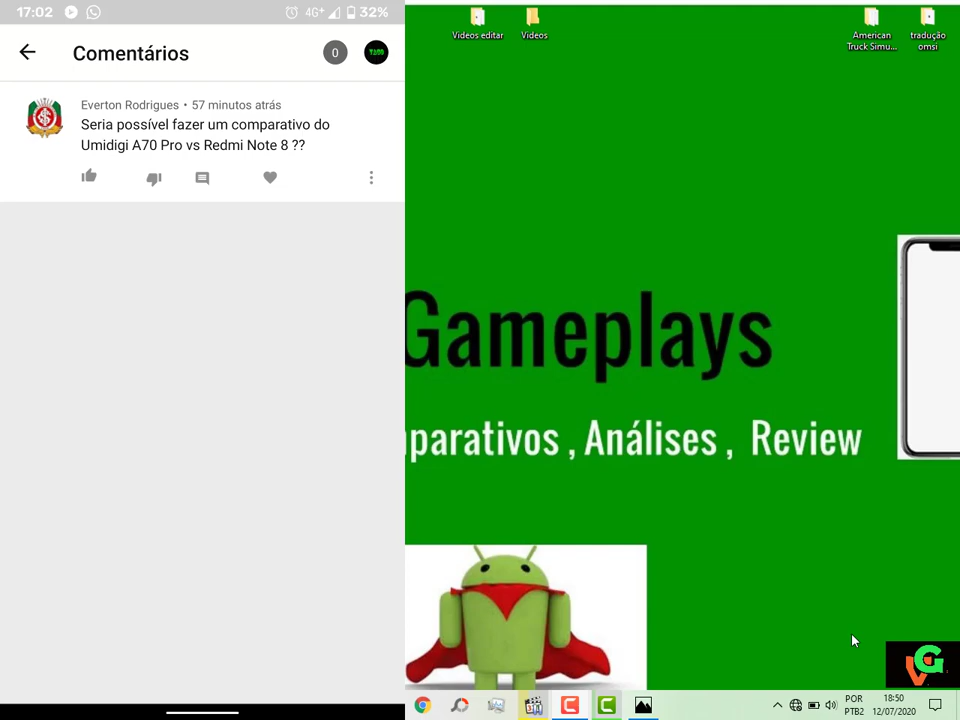 17:02
4G+
32%
Comentários
0
Everton Rodrigues • 57 minutos atrás
Seria possível fazer um comparativo do
Umidigi A70 Pro vs Redmi Note 8 ??
Videos editar
Videos
American
Truck Simu...
tradução
omsi
Gameplays
parativos , Análises , Review
VG
POR
PTB2
18:50
12/07/2020